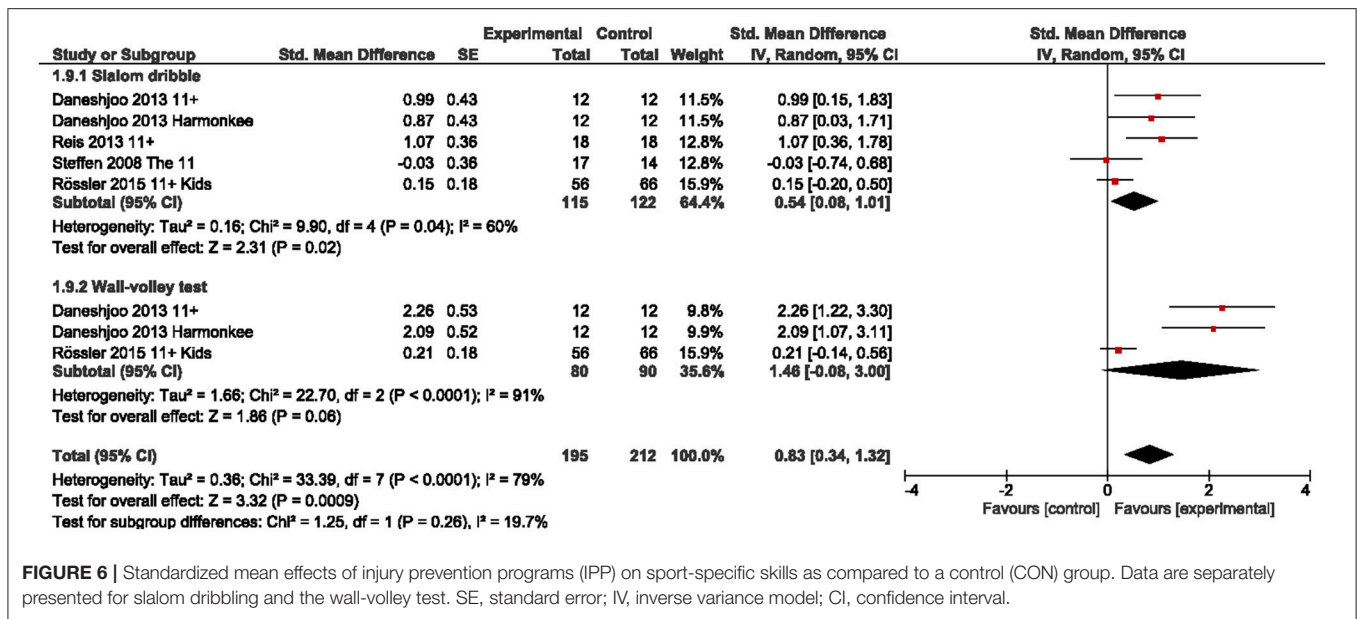 Experimental Control
Std. Mean Difference Std. Mean Difference
Study or Subgroup Std. Mean Difference SE Total Total Weight IV, Random, 95% CI IV, Random, 95% CI
1.9.1 Slalom dribble
Daneshjoo 2013 11+ 0.99 0.43 12 12 11.5% 0.99 [0.15, 1.83]
Daneshjoo 2013 Harmonkee 0.87 0.43 12 12 11.5% 0.87 [0.03, 1.71]
Reis 2013 11+ 1.07 0.36 18 18 12.8% 1.07 [0.36, 1.78]
Steffen 2008 The 11 -0.03 0.36 17 14 12.8% -0.03 [-0.74, 0.68]
Rössler 2015 11+ Kids 0.15 0.18 56 66 15.9% 0.15 [-0.20, 0.50]
Subtotal (95% CI) 115 122 64.4% 0.54 [0.08, 1.01]
Heterogeneity: Tau² = 0.16; Chi² = 9.90, df = 4 (P = 0.04); I² = 60%
Test for overall effect: Z = 2.31 (P = 0.02)
1.9.2 Wall-volley test
Daneshjoo 2013 11+ 2.26 0.53 12 12 9.8% 2.26 [1.22, 3.30]
Daneshjoo 2013 Harmonkee 2.09 0.52 12 12 9.9% 2.09 [1.07, 3.11]
Rössler 2015 11+ Kids 0.21 0.18 56 66 15.9% 0.21 [-0.14, 0.56]
Subtotal (95% CI) 80 90 35.6% 1.46 [-0.08, 3.00]
Heterogeneity: Tau² = 1.66; Chi² = 22.70, df = 2 (P < 0.0001); I² = 91%
Test for overall effect: Z = 1.86 (P = 0.06)
Total (95% CI) 195 212 100.0% 0.83 [0.34, 1.32]
Heterogeneity: Tau² = 0.36; Chi² = 33.39, df = 7 (P < 0.0001); I² = 79%
Test for overall effect: Z = 3.32 (P = 0.0009)
Test for subgroup differences: Chi² = 1.25, df = 1 (P = 0.26), I² = 19.7%
-4 -2 0 2 4
Favours [control] Favours [experimental]
FIGURE 6 | Standardized mean effects of injury prevention programs (IPP) on sport-specific skills as compared to a control (CON) group. Data are separately
presented for slalom dribbling and the wall-volley test. SE, standard error; IV, inverse variance model; CI, confidence interval.